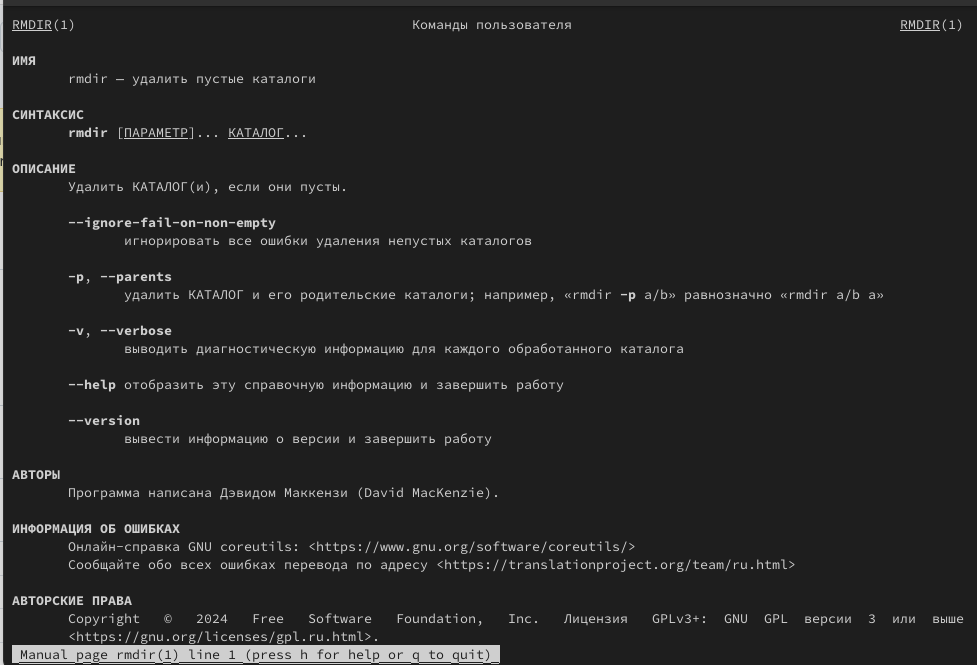 RMDIR(1) Команды пользователя RMDIR(1)
ИМЯ
rmdir — удалить пустые каталоги
СИНТАКСИС
rmdir [ПАРАМЕТР]... КАТАЛОГ...
ОПИСАНИЕ
Удалить КАТАЛОГ(и), если они пусты.
--ignore-fail-on-non-empty
игнорировать все ошибки удаления непустых каталогов
-p, --parents
удалить КАТАЛОГ и его родительские каталоги; например, «rmdir -p a/b» равнозначно «rmdir a/b a»
-v, --verbose
выводить диагностическую информацию для каждого обработанного каталога
--help отобразить эту справочную информацию и завершить работу
--version
вывести информацию о версии и завершить работу
АВТОРЫ
Программа написана Дэвидом Маккензи (David MacKenzie).
ИНФОРМАЦИЯ ОБ ОШИБКАХ
Онлайн-справка GNU coreutils: <https://www.gnu.org/software/coreutils/>
Сообщайте обо всех ошибках перевода по адресу <https://translationproject.org/team/ru.html>
АВТОРСКИЕ ПРАВА
Copyright © 2024 Free Software Foundation, Inc. Лицензия GPLv3+: GNU GPL версии 3 или выше
<https://gnu.org/licenses/gpl.ru.html>.
Manual page rmdir(1) line 1 (press h for help or q to quit)